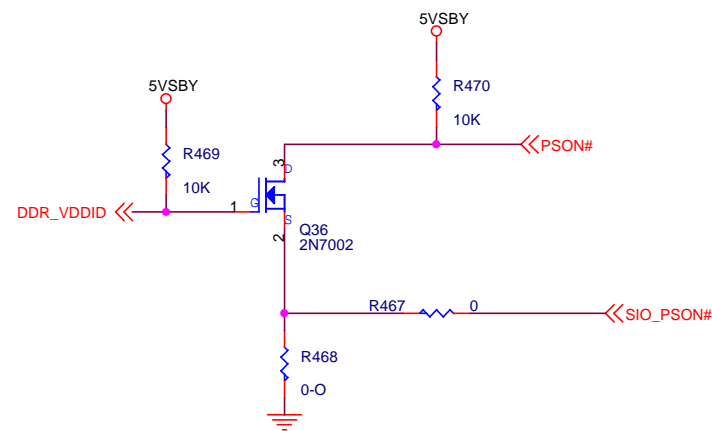 5VSBY
R470
10K
PSON#
5VSBY
R469
10K
DDR_VDDID
1
G
3
D
S
2
Q36
2N7002
R467
0
SIO_PSON#
R468
0-O